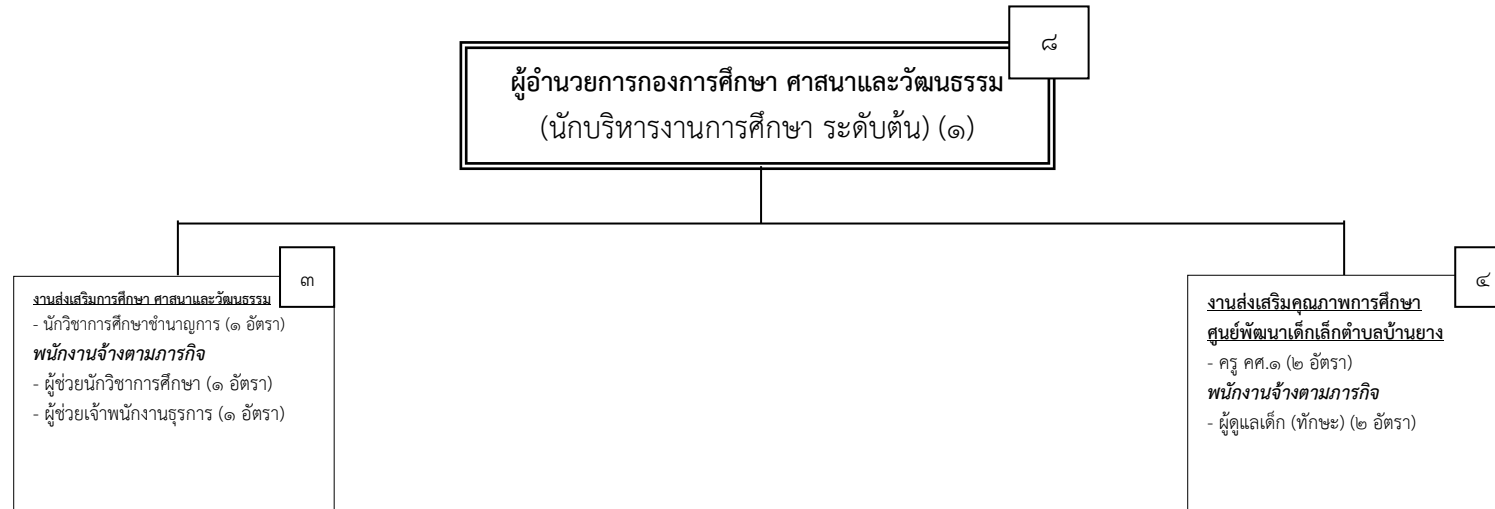 ๘
ผู้อำนวยการกองการศึกษา ศาสนาและวัฒนธรรม
(นักบริหารงานการศึกษา ระดับต้น) (๑)
๓
งานส่งเสริมการศึกษา ศาสนาและวัฒนธรรม
- นักวิชาการศึกษาชำนาญการ (๑ อัตรา)
พนักงานจ้างตามภารกิจ
- ผู้ช่วยนักวิชาการศึกษา (๑ อัตรา)
- ผู้ช่วยเจ้าพนักงานธุรการ (๑ อัตรา)
๔
งานส่งเสริมคุณภาพการศึกษา
ศูนย์พัฒนาเด็กเล็กตำบลบ้านยาง
- ครู คศ.๑ (๒ อัตรา)
พนักงานจ้างตามภารกิจ
- ผู้ดูแลเด็ก (ทักษะ) (๒ อัตรา)